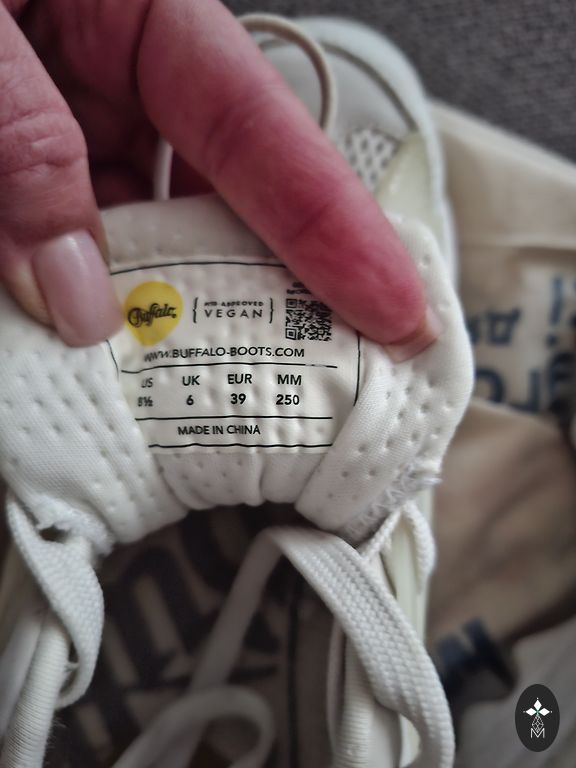 Buffalo
{ PETA-APPROVED
VEGAN }
WWW.BUFFALO-BOOTS.COM
US UK EUR MM
8½ 6 39 250
MADE IN CHINA
M